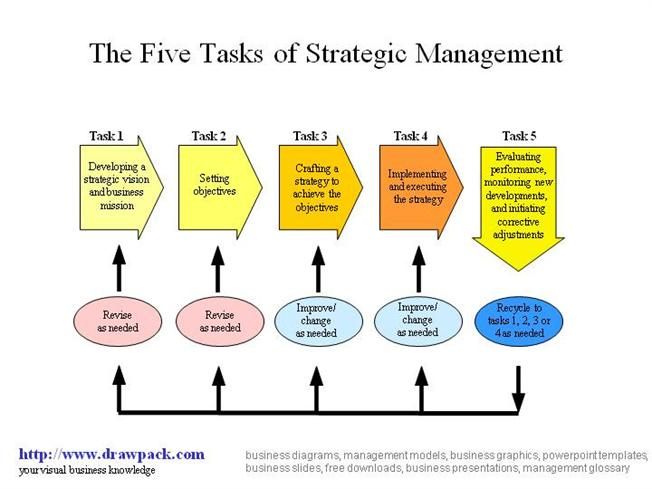 The Five Tasks of Strategic Management
Task 1
Developing a
strategic vision
and business
mission
Task 2
Setting
objectives
Task 3
Crafting a
strategy to
achieve the
objectives
Task 4
Implementing
and executing
the strategy
Task 5
Evaluating
performance,
monitoring new
developments,
and initiating
corrective
adjustments
Revise
as needed
Revise
as needed
Improve/
change
as needed
Improve/
change
as needed
Recycle to
tasks 1, 2, 3 or
4 as needed
http://www.drawpack.com
your visual business knowledge
business diagrams, management models, business graphics, powerpoint templates,
business slides, free downloads, business presentations, management glossary